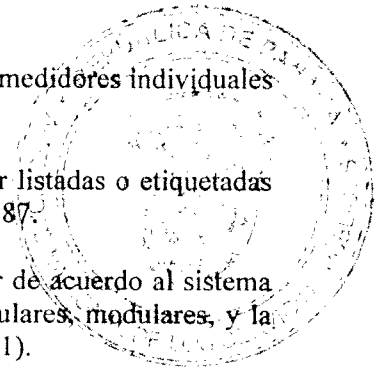 medidores individuales
r listadas o etiquetadas
87.
r de acuerdo al sistema
ulares, modulares, y la
1).